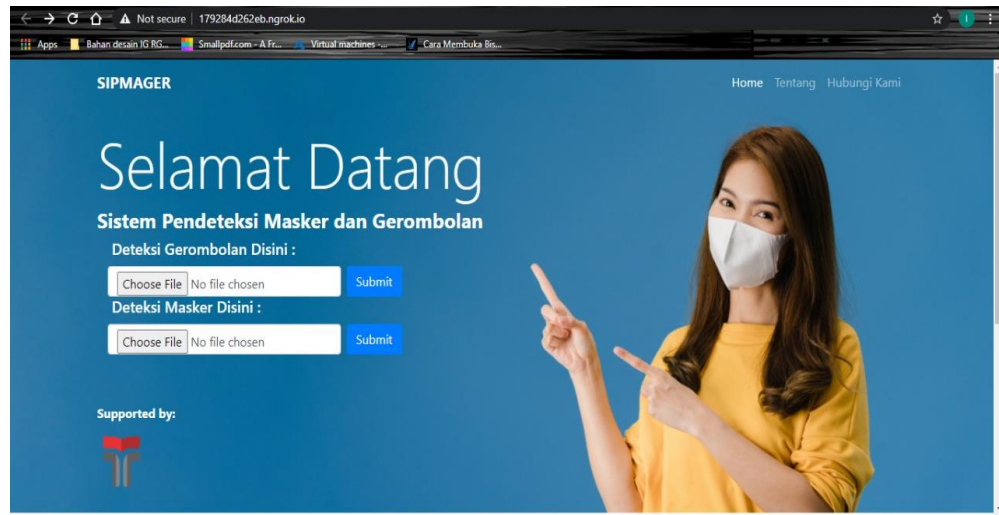 Not secure 179284d262eb.ngrok.io
Apps Bahan desain IG RG... Smallpdf.com - A Fr... Virtual machines -... Cara Membuka Bis...
SIPMAGER Home Tentang Hubungi Kami
Selamat Datang
Sistem Pendeteksi Masker dan Gerombolan
Deteksi Gerombolan Disini :
Choose File No file chosen Submit
Deteksi Masker Disini :
Choose File No file chosen Submit
Supported by: